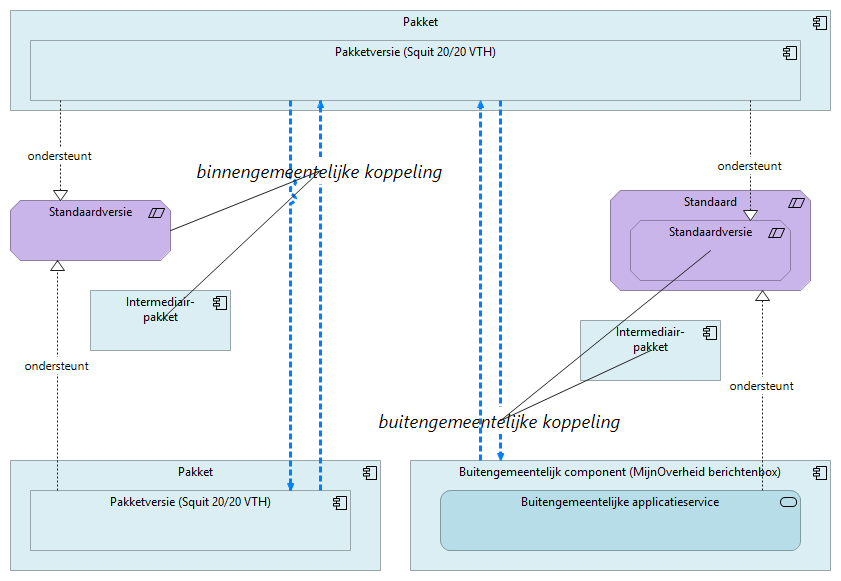 Pakket
Pakketversie (Squit 20/20 VTH)
ondersteunt
ondersteunt
binnengemeentelijke koppeling
Standaardversie
Standaard
Standaardversie
Intermediair-
pakket
Intermediair-
pakket
ondersteunt
ondersteunt
buitengemeentelijke koppeling
Pakket
Pakketversie (Squit 20/20 VTH)
Buitengemeentelijk component (MijnOverheid berichtenbox)
Buitengemeentelijke applicatieservice